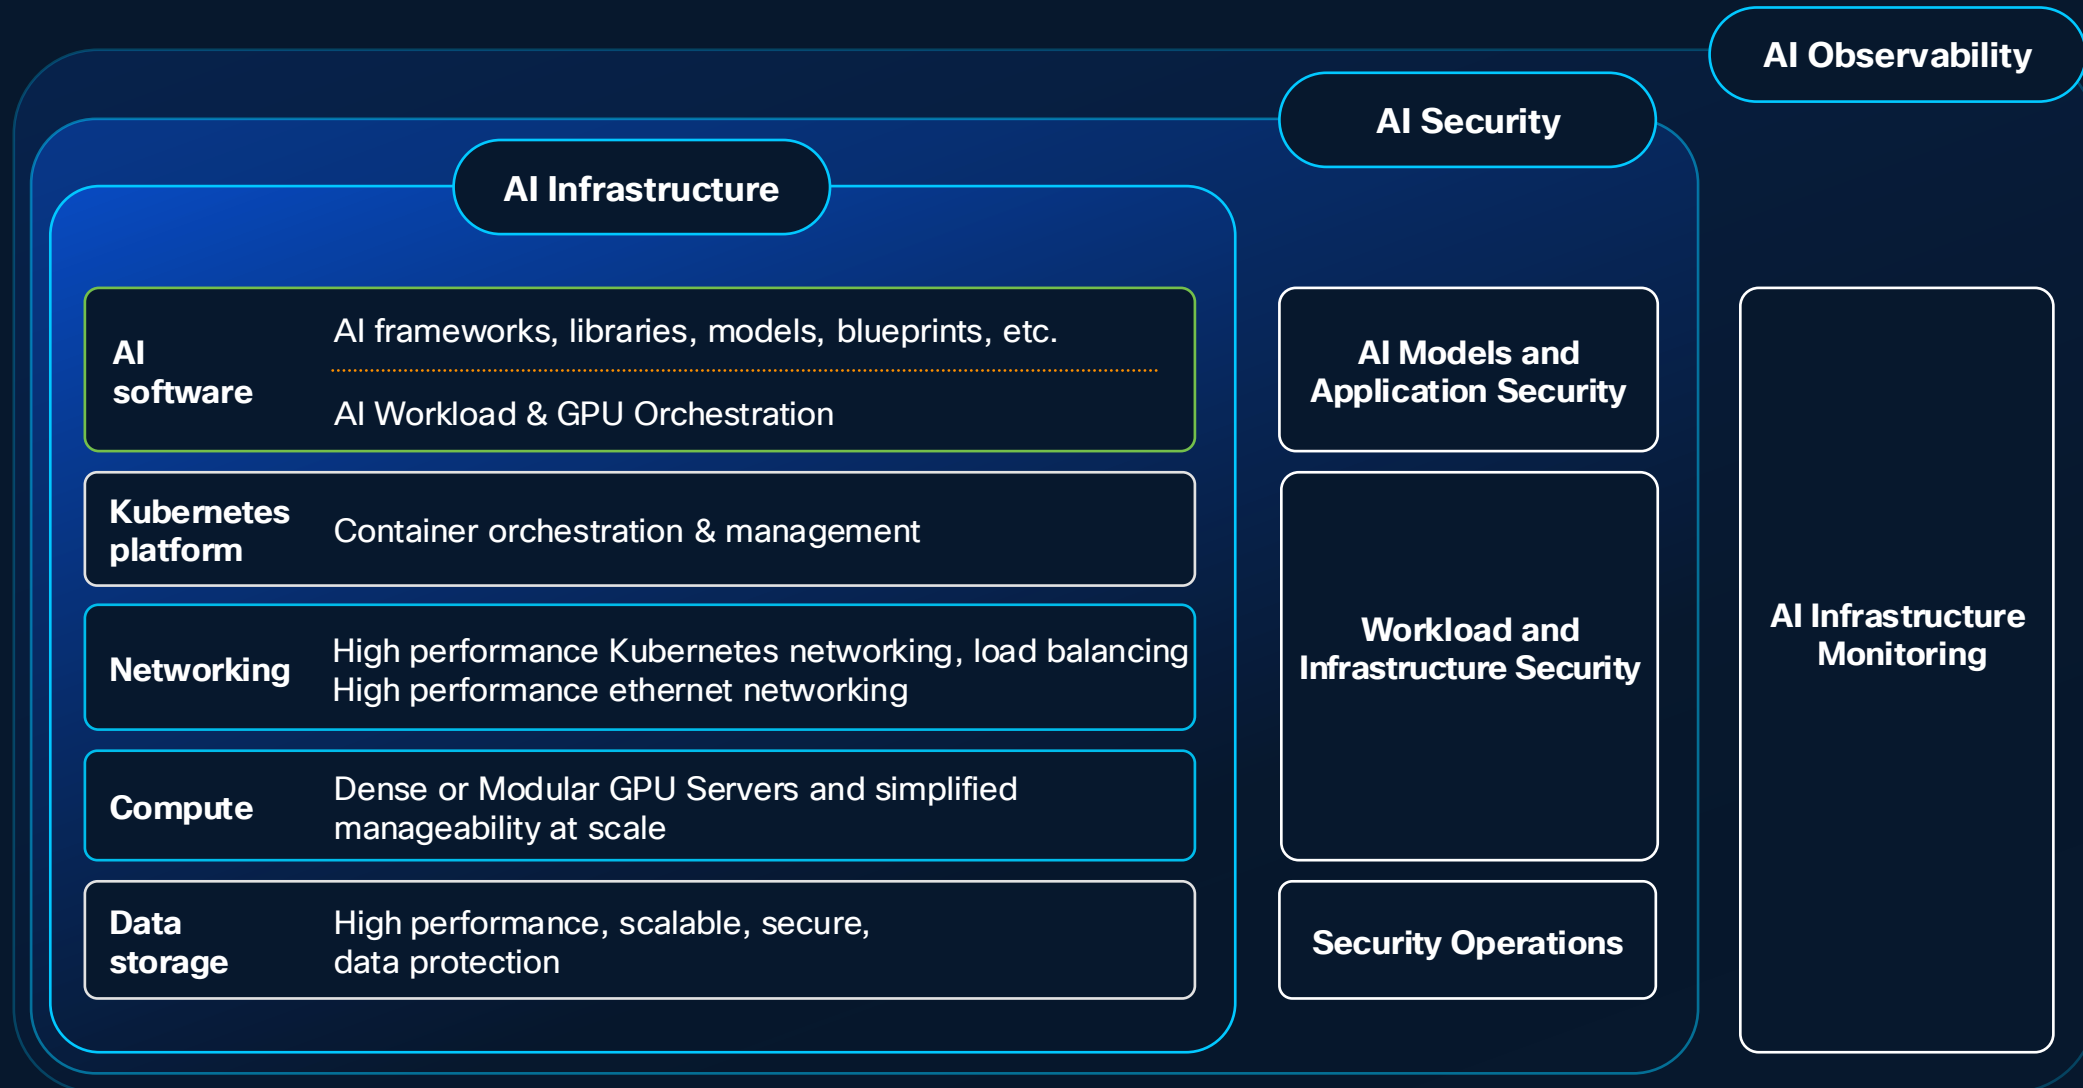 AI Observability
AI Security
AI Infrastructure
AI
software
AI frameworks, libraries, models, blueprints, etc.
AI Workload & GPU Orchestration
Kubernetes
platform
Container orchestration & management
Networking
High performance Kubernetes networking, load balancing
High performance ethernet networking
Compute
Dense or Modular GPU Servers and simplified
manageability at scale
Data
storage
High performance, scalable, secure,
data protection
AI Models and
Application Security
Workload and
Infrastructure Security
Security Operations
AI Infrastructure
Monitoring